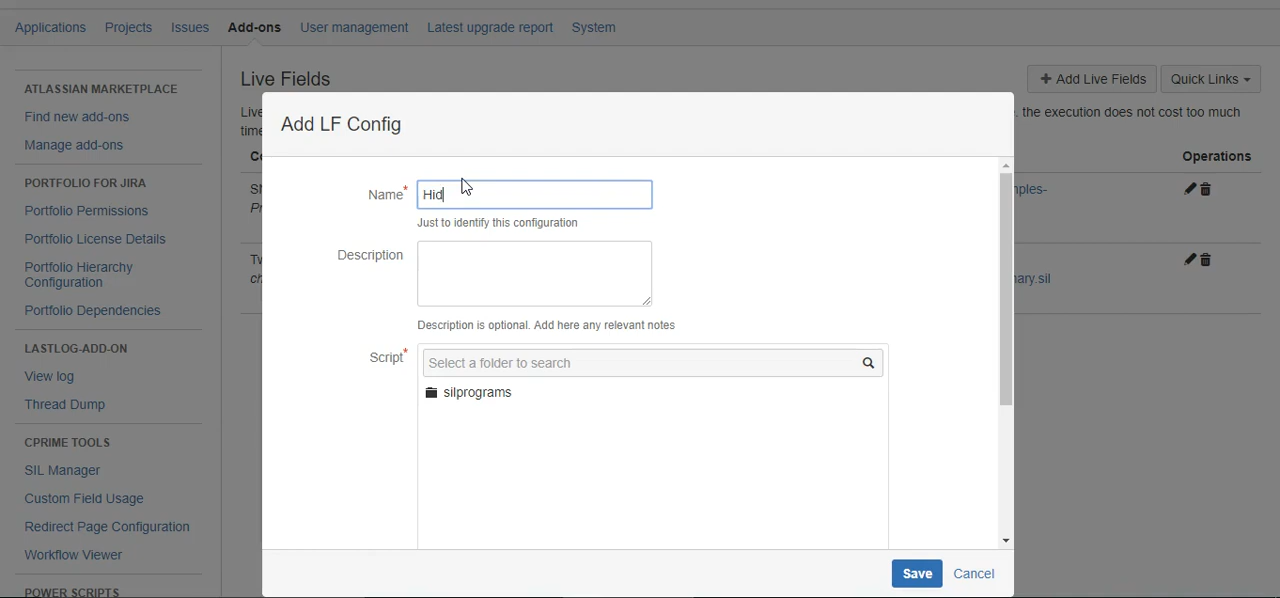 Applications Projects Issues Add-ons User management Latest upgrade report System
ATLASSIAN MARKETPLACE
Find new add-ons
Manage add-ons
PORTFOLIO FOR JIRA
Portfolio Permissions
Portfolio License Details
Portfolio Hierarchy
Configuration
Portfolio Dependencies
LASTLOG-ADD-ON
View log
Thread Dump
CPRIME TOOLS
SIL Manager
Custom Field Usage
Redirect Page Configuration
Workflow Viewer
POWER SCRIPTS
Live Fields
+ Add Live Fields Quick Links
the execution does not cost too much
time
Operations
mples-
mary.sil
Add LF Config
Name* Hid
Just to identify this configuration
Description
Description is optional. Add here any relevant notes
Script* Select a folder to search
silprograms
Save Cancel